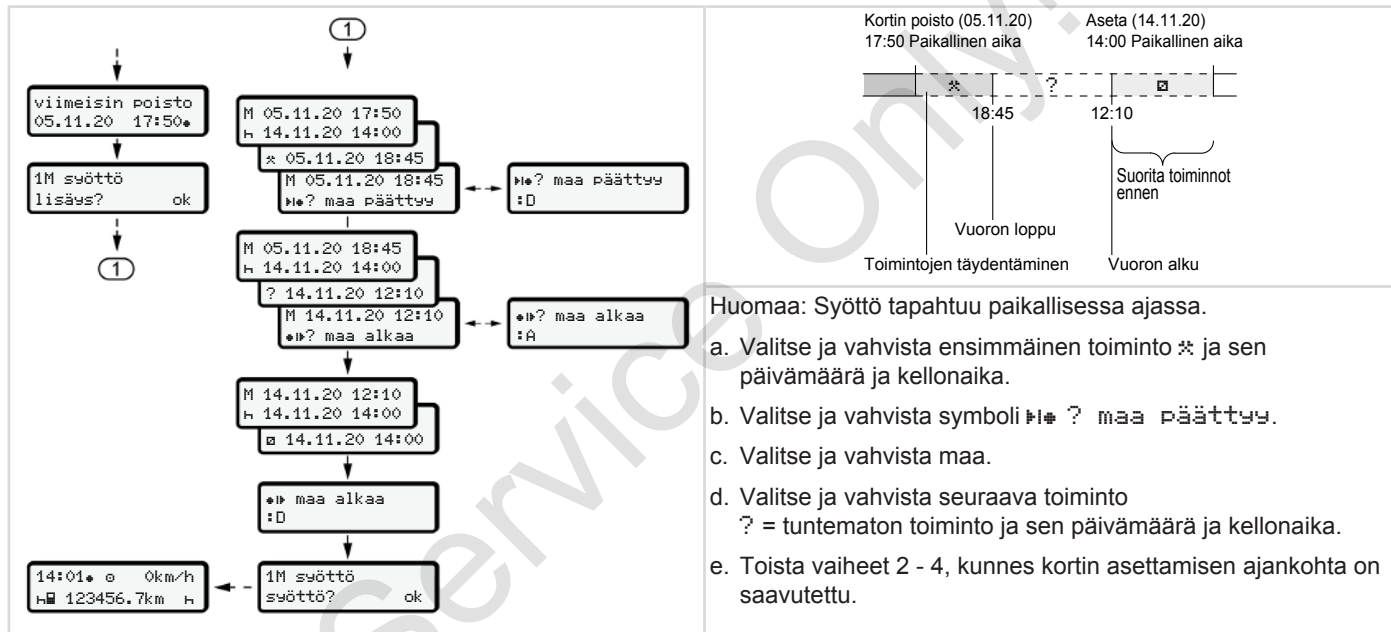 1
viimeisin poisto
05.11.20 17:50
1M syöttö
lisäys? ok
1
M 05.11.20 17:50
h 14.11.20 14:00
05.11.20 18:45
M 05.11.20 18:45
? maa päättyy
? maa päättyy
:D
M 05.11.20 18:45
h 14.11.20 14:00
? 14.11.20 12:10
M 14.11.20 12:10
? maa alkaa
? maa alkaa
:A
M 14.11.20 12:10
h 14.11.20 14:00
14.11.20 14:00
maa alkaa
:D
1M syöttö
syöttö? ok
14:01 0km/h
h 123456.7km h
Kortin poisto (05.11.20)
17:50 Paikallinen aika
Aseta (14.11.20)
14:00 Paikallinen aika
?
18:45
12:10
Suorita toiminnot
ennen
Vuoron loppu
Toimintojen täydentäminen
Vuoron alku
Huomaa: Syöttö tapahtuu paikallisessa ajassa.
a. Valitse ja vahvista ensimmäinen toiminto ja sen
päivämäärä ja kellonaika.
b. Valitse ja vahvista symboli ? maa päättyy.
c. Valitse ja vahvista maa.
d. Valitse ja vahvista seuraava toiminto
? = tuntematon toiminto ja sen päivämäärä ja kellonaika.
e. Toista vaiheet 2 - 4, kunnes kortin asettamisen ajankohta on
saavutettu.
Service Only!